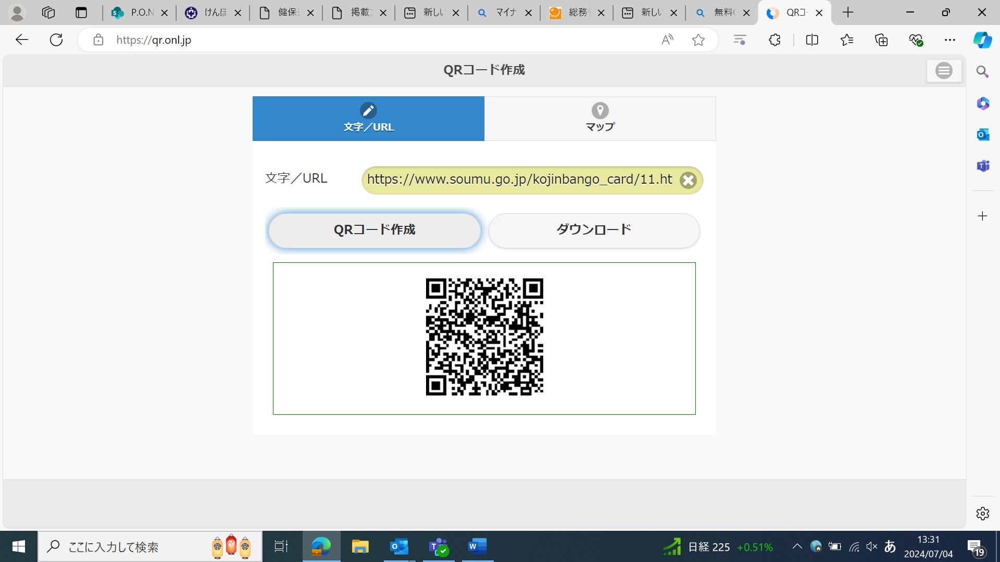 P.O.N
けんぽ
健保
掲載
新しい
マイナ
総務省
新しい
無料Q
QRコー
https://qr.onl.jp
QRコード作成
文字／URL
マップ
文字／URL
https://www.soumu.go.jp/kojinbango_card/11.ht
QRコード作成
ダウンロード
ここに入力して検索
日経 225 +0.51%
あ
13:31
2024/07/04
19